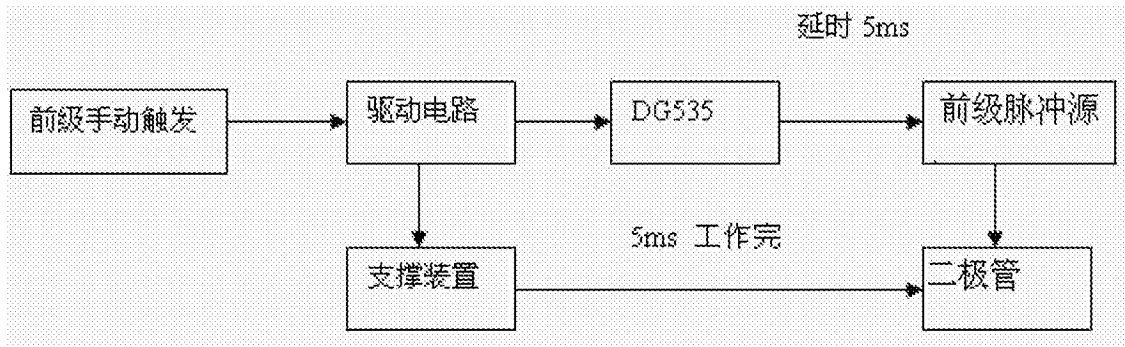 延时 5ms
前级手动触发
驱动电路
DG535
前级脉冲源
5ms 工作完
支撑装置
二极管